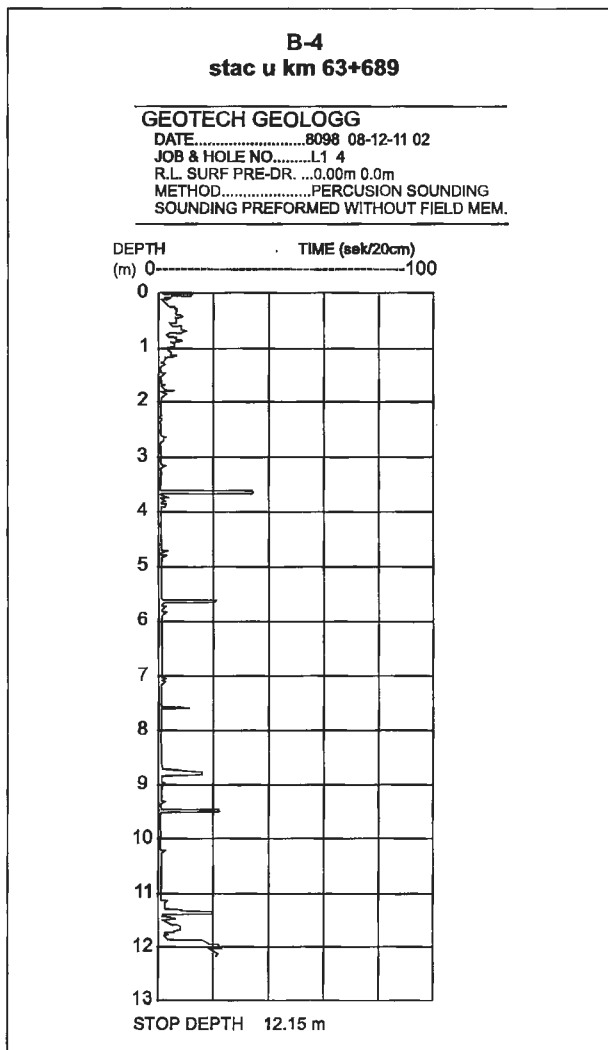 B-4
stac u km 63+689
GEOTECH GEOLOGG
DATE........................8098 08-12-11 02
JOB & HOLE NO.........L1 4
R.L. SURF PRE-DR. ...0.00m 0.0m
METHOD....................PERCUSION SOUNDING
SOUNDING PREFORMED WITHOUT FIELD MEM.
DEPTH TIME (sek/20cm)
(m) 0------------------------------------100
0
1
2
3
4
5
6
7
8
9
10
11
12
13
STOP DEPTH 12.15 m